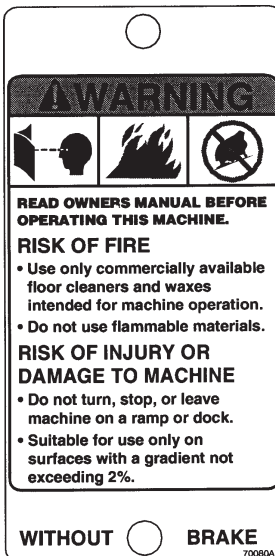 ⚠WARNING
READ OWNERS MANUAL BEFORE
OPERATING THIS MACHINE.
RISK OF FIRE
• Use only commercially available
floor cleaners and waxes
intended for machine operation.
• Do not use flammable materials.
RISK OF INJURY OR
DAMAGE TO MACHINE
• Do not turn, stop, or leave
machine on a ramp or dock.
• Suitable for use only on
surfaces with a gradient not
exceeding 2%.
WITHOUT BRAKE
70080A